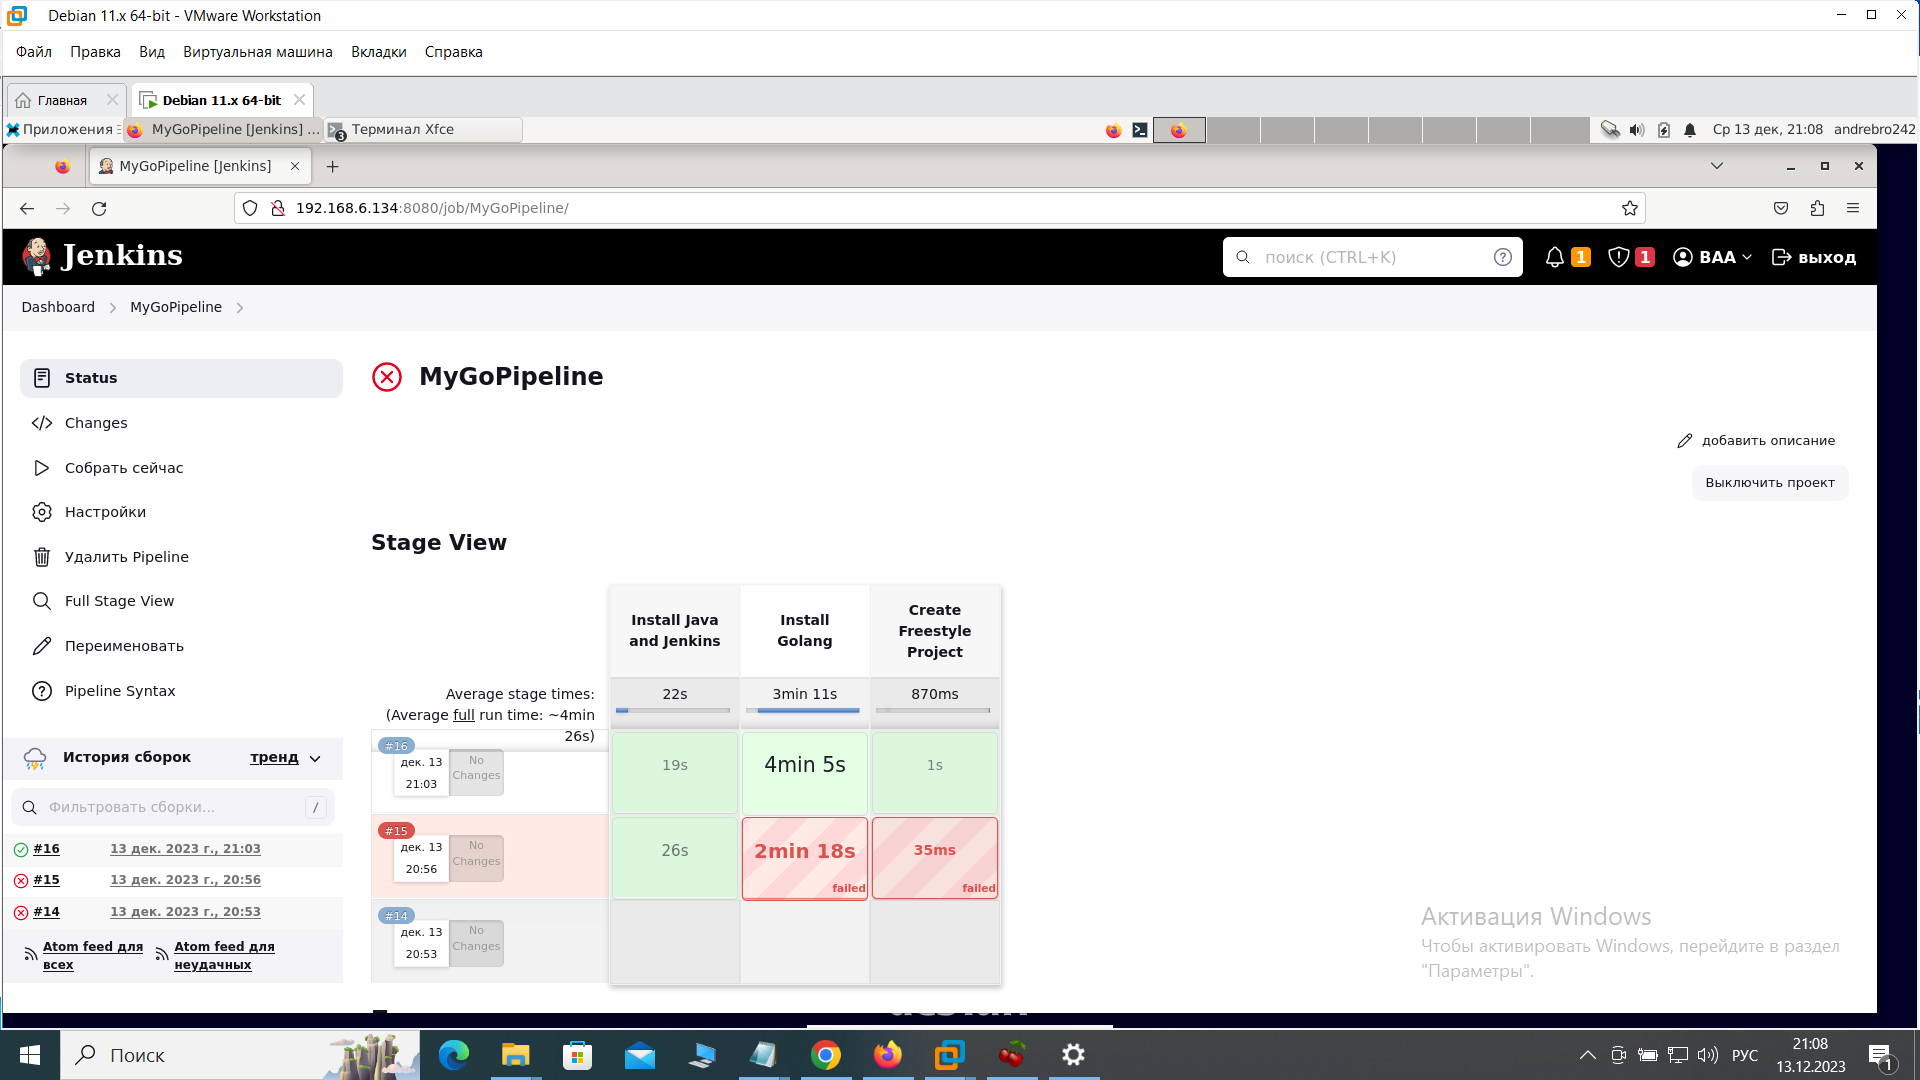 Debian 11.x 64-bit - VMware Workstation
Файл Правка Вид Виртуальная машина Вкладки Справка
Главная Debian 11.x 64-bit
Приложения MyGoPipeline [Jenkins] ... 3 Терминал Xfce Ср 13 дек, 21:08 andrebro242
MyGoPipeline [Jenkins]
192.168.6.134:8080/job/MyGoPipeline/
Jenkins поиск (CTRL+K) 1 1 BAA выход
Dashboard MyGoPipeline
Status
Changes
Собрать сейчас
Настройки
Удалить Pipeline
Full Stage View
Переименовать
Pipeline Syntax
История сборок тренд
Фильтровать сборки... /
#16 13 дек. 2023 г., 21:03
#15 13 дек. 2023 г., 20:56
#14 13 дек. 2023 г., 20:53
Atom feed для
всех
Atom feed для
неудачных
MyGoPipeline
добавить описание
Выключить проект
Stage View
Install Java
and Jenkins
Install
Golang
Create
Freestyle
Project
Average stage times:
(Average full run time: ~4min
26s)
22s 3min 11s 870ms
#16
дек. 13
21:03
No
Changes
19s 4min 5s 1s
#15
дек. 13
20:56
No
Changes
26s 2min 18s 35ms
failed failed
#14
дек. 13
20:53
No
Changes
Активация Windows
Чтобы активировать Windows, перейдите в раздел
"Параметры".
Поиск
РУС
21:08
13.12.2023
1